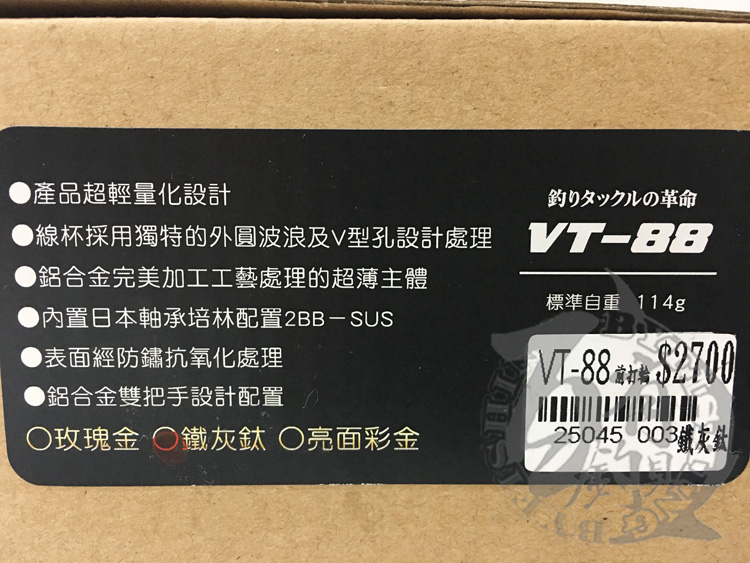 ●產品超輕量化設計
●線杯採用獨特的外圓波浪及V型孔設計處理
●鋁合金完美加工工藝處理的超薄主體
●內置日本軸承培林配置2BB－SUS
●表面經防鏽抗氧化處理
●鋁合金雙把手設計配置
○玫瑰金 ○鐵灰鈦 ○亮面彩金
釣りタックルの革命
VT-88
標準自重 114g
VT-88 前打輪 $2700
25045 003 鐵灰鈦